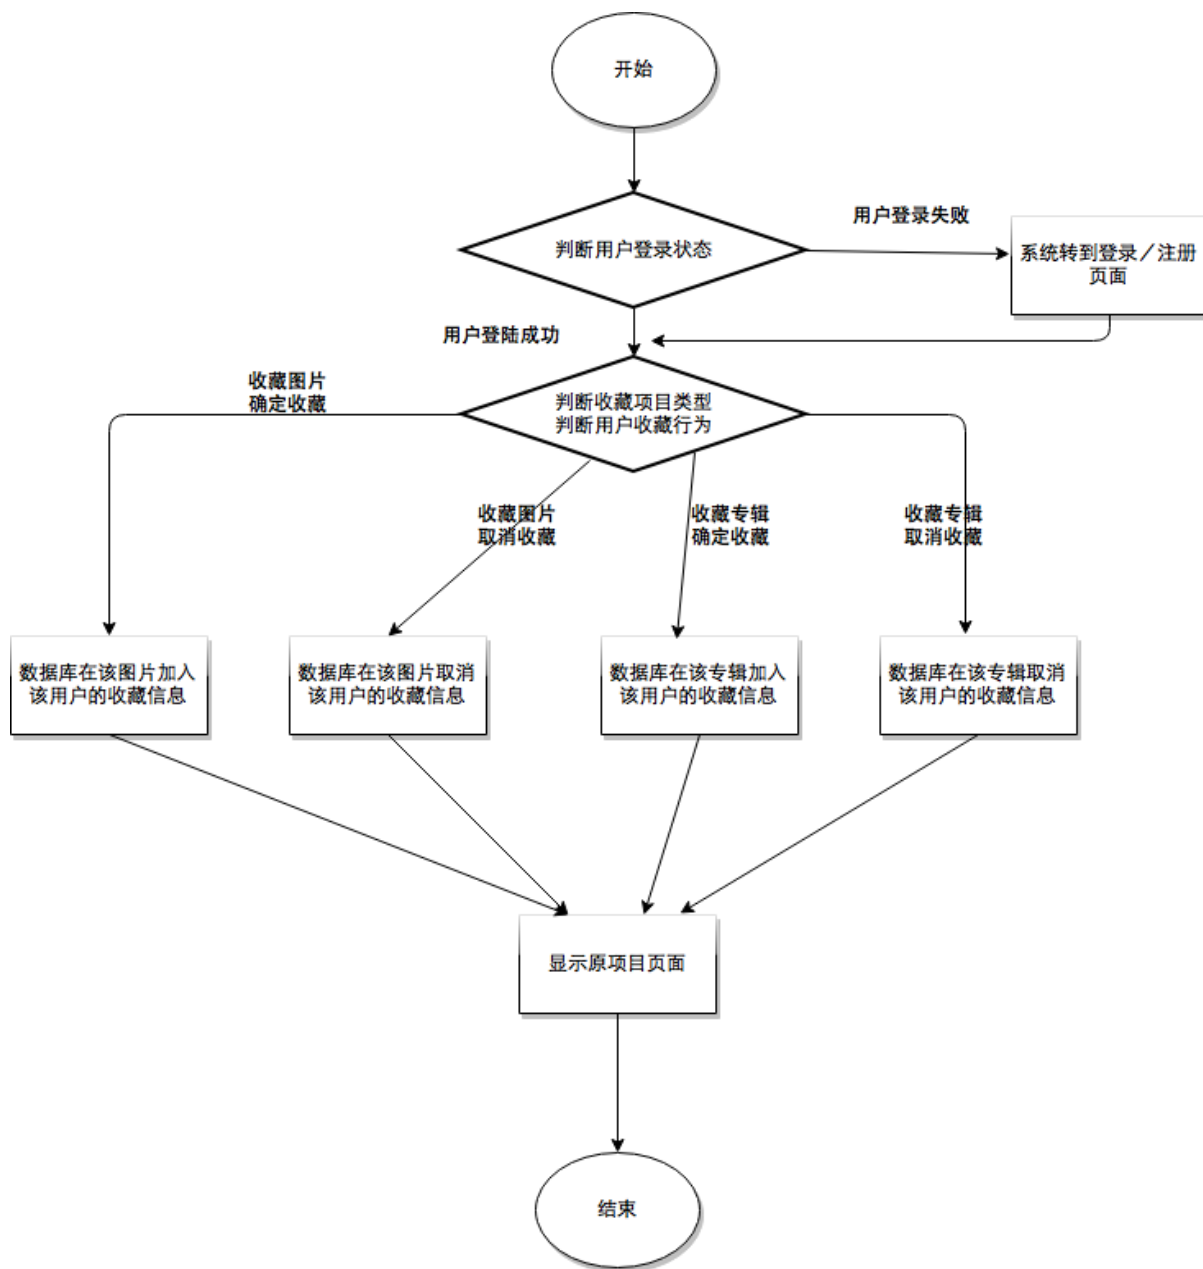 开始
判断用户登录状态
用户登录失败
系统转到登录／注册
页面
用户登陆成功
判断收藏项目类型
判断用户收藏行为
收藏图片
确定收藏
收藏图片
取消收藏
收藏专辑
确定收藏
收藏专辑
取消收藏
数据库在该图片加入
该用户的收藏信息
数据库在该图片取消
该用户的收藏信息
数据库在该专辑加入
该用户的收藏信息
数据库在该专辑取消
该用户的收藏信息
显示原项目页面
结束